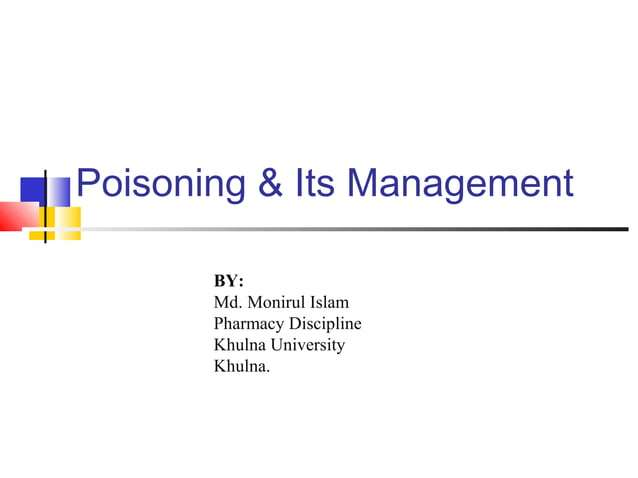 Poisoning & Its Management
BY:
Md. Monirul Islam
Pharmacy Discipline
Khulna University
Khulna.